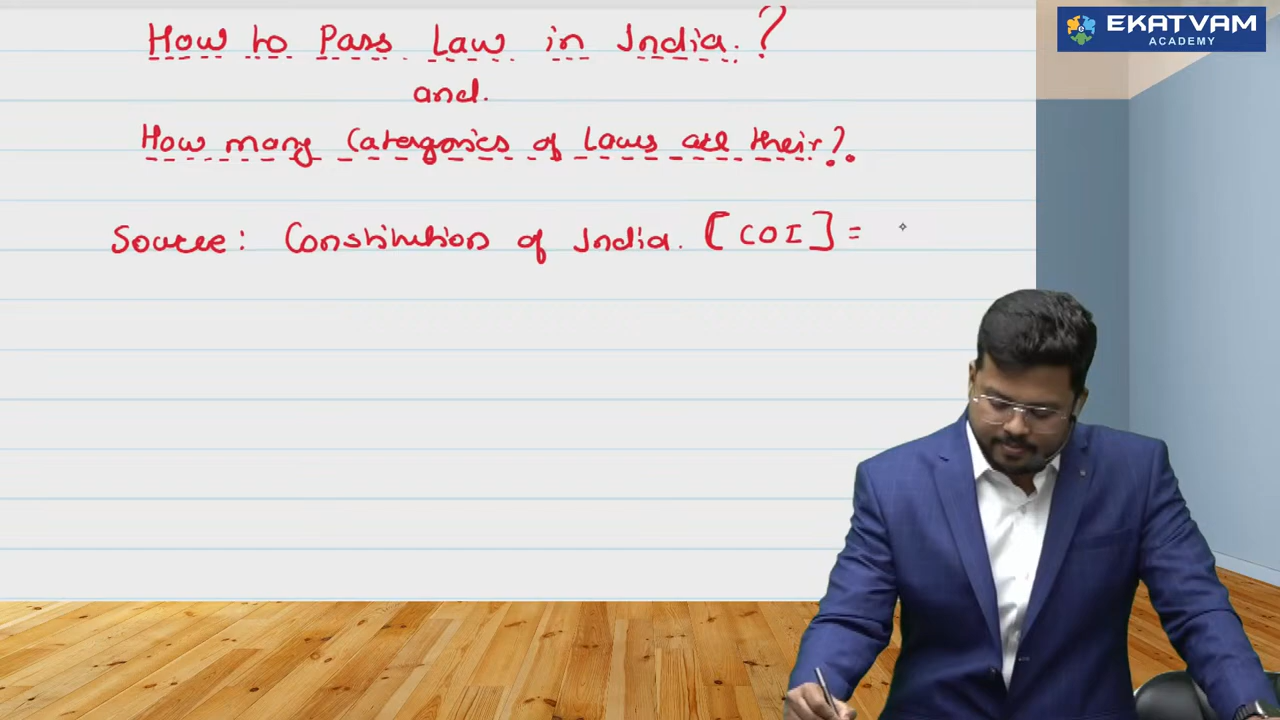 How to Pass Law in India.?
and.
How many Catergories of Laws are their?.
Source: Constitution of India. [COI] =
EKATVAM
ACADEMY